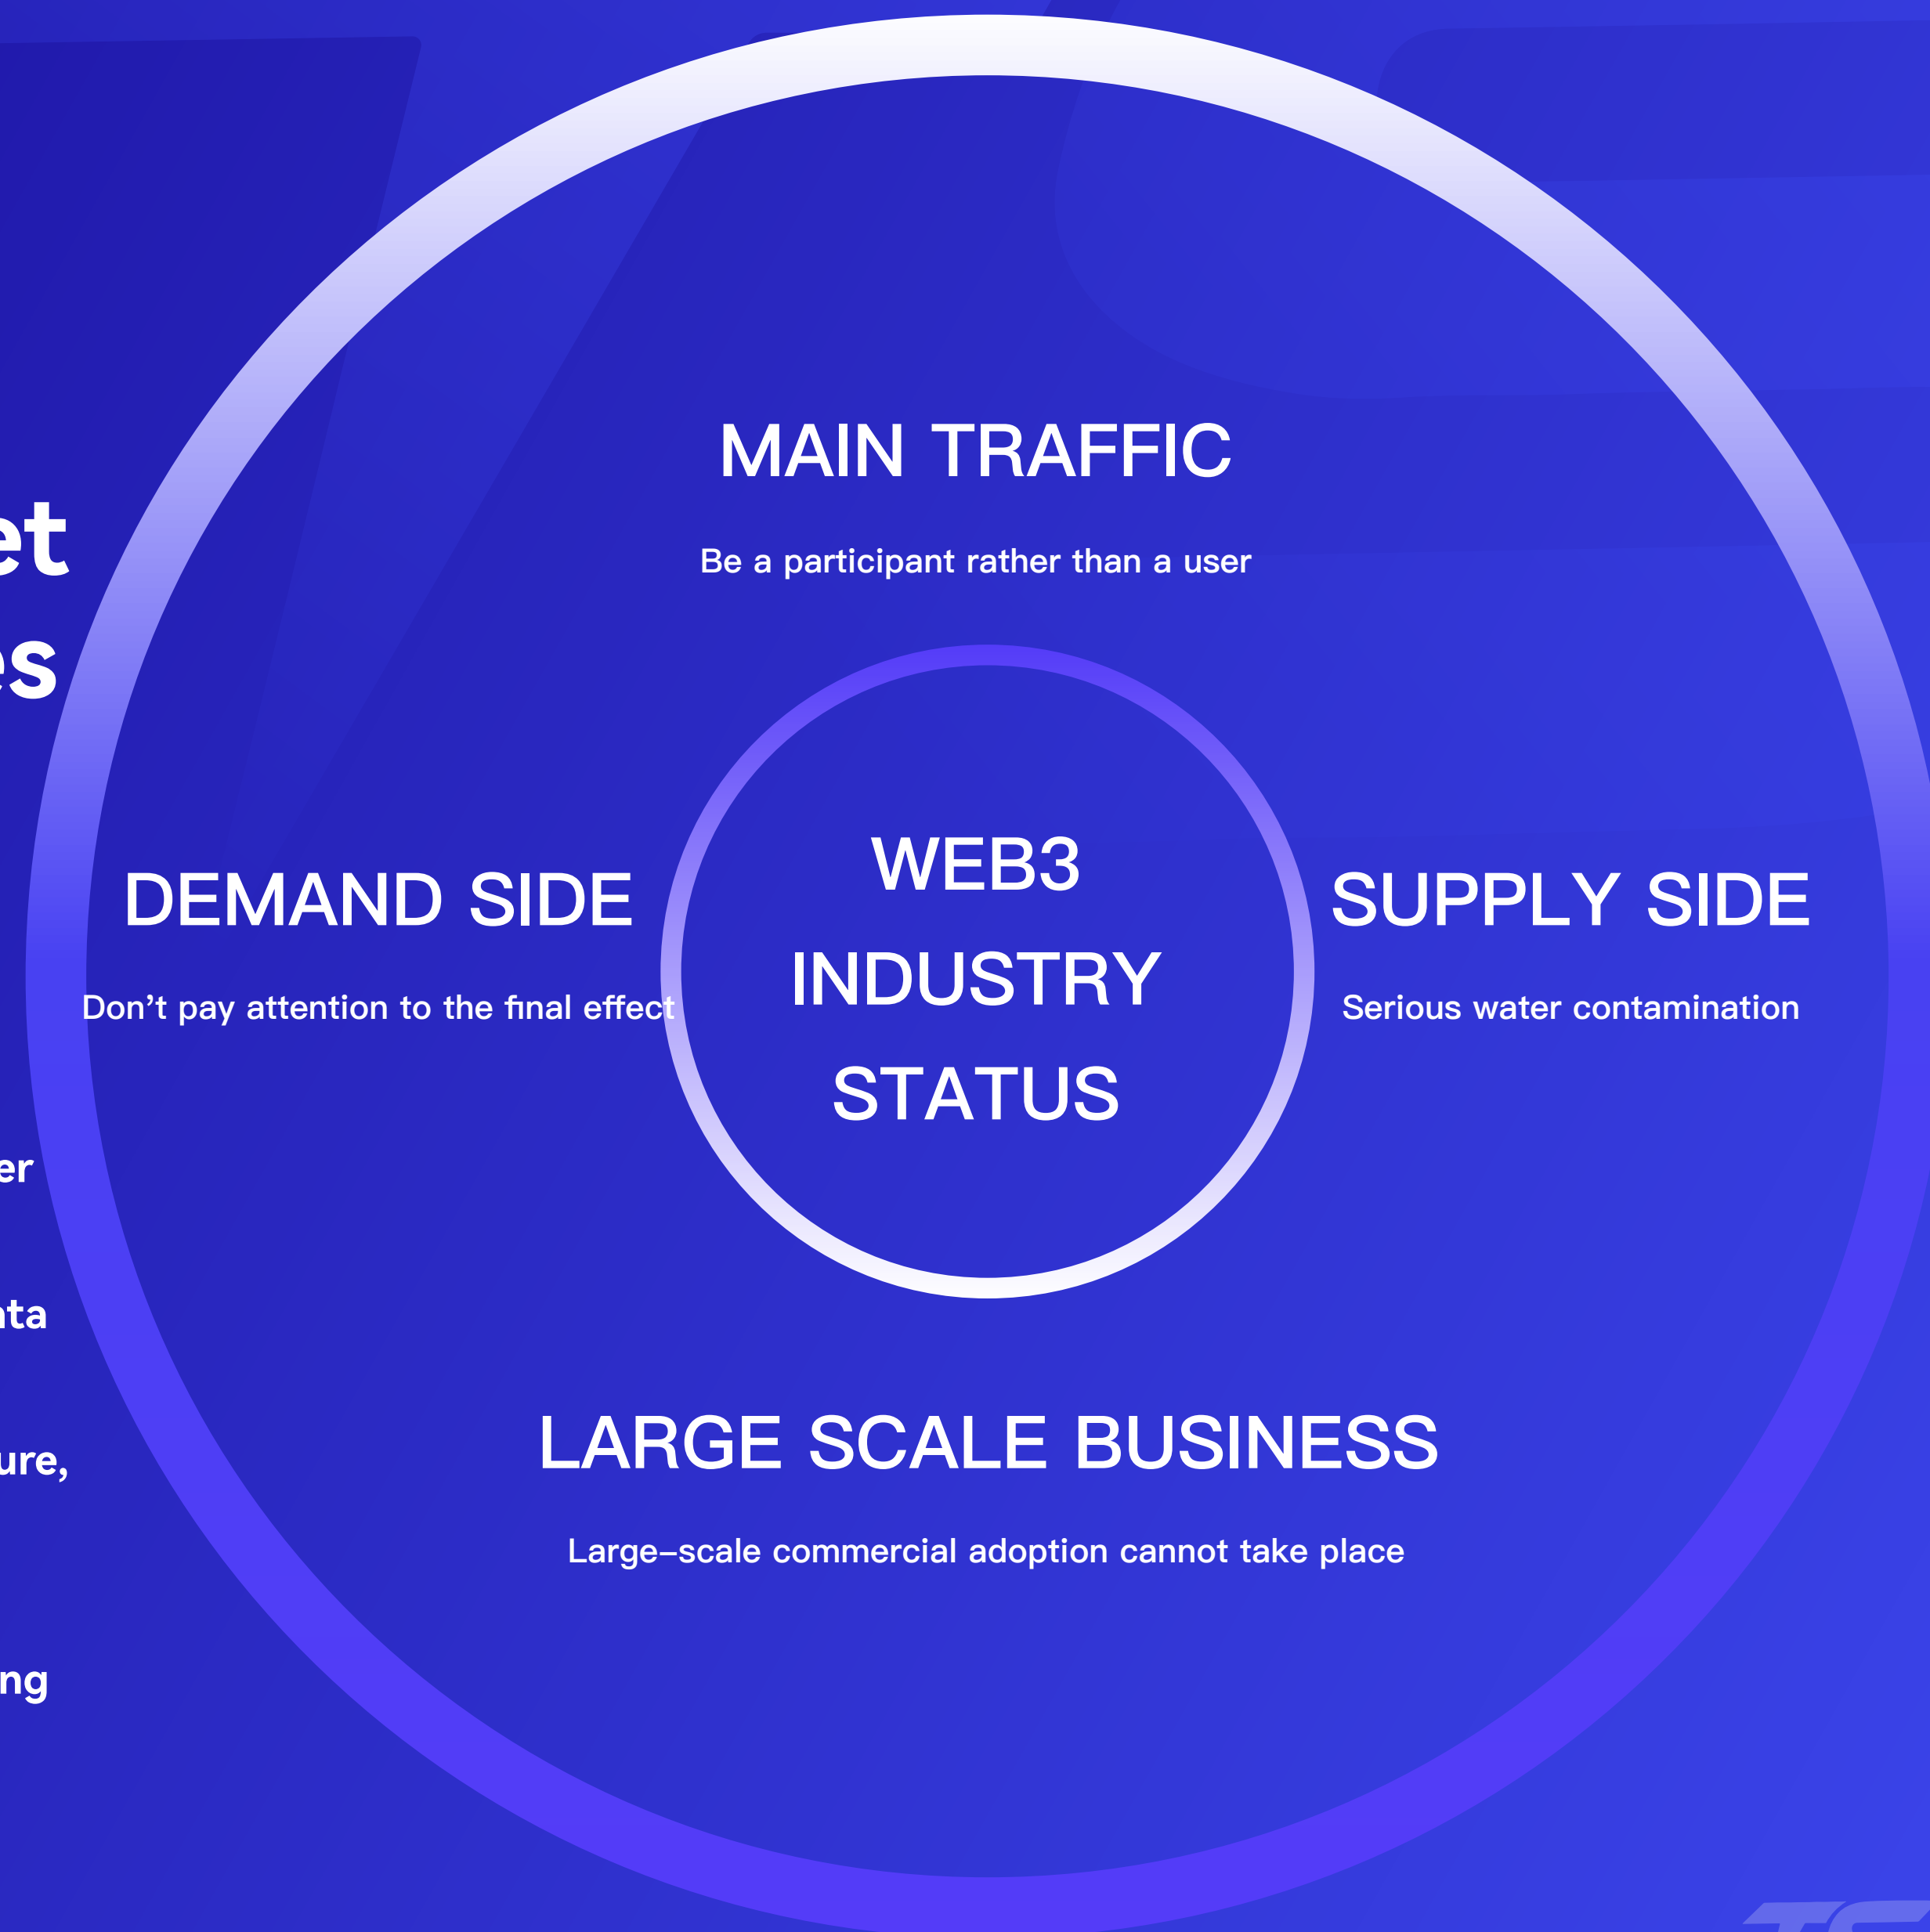 MAIN TRAFFIC
Be a participant rather than a user
DEMAND SIDE
Don’t pay attention to the final effect
WEB3
INDUSTRY
STATUS
SUPPLY SIDE
Serious water contamination
LARGE SCALE BUSINESS
Large–scale commercial adoption cannot take place